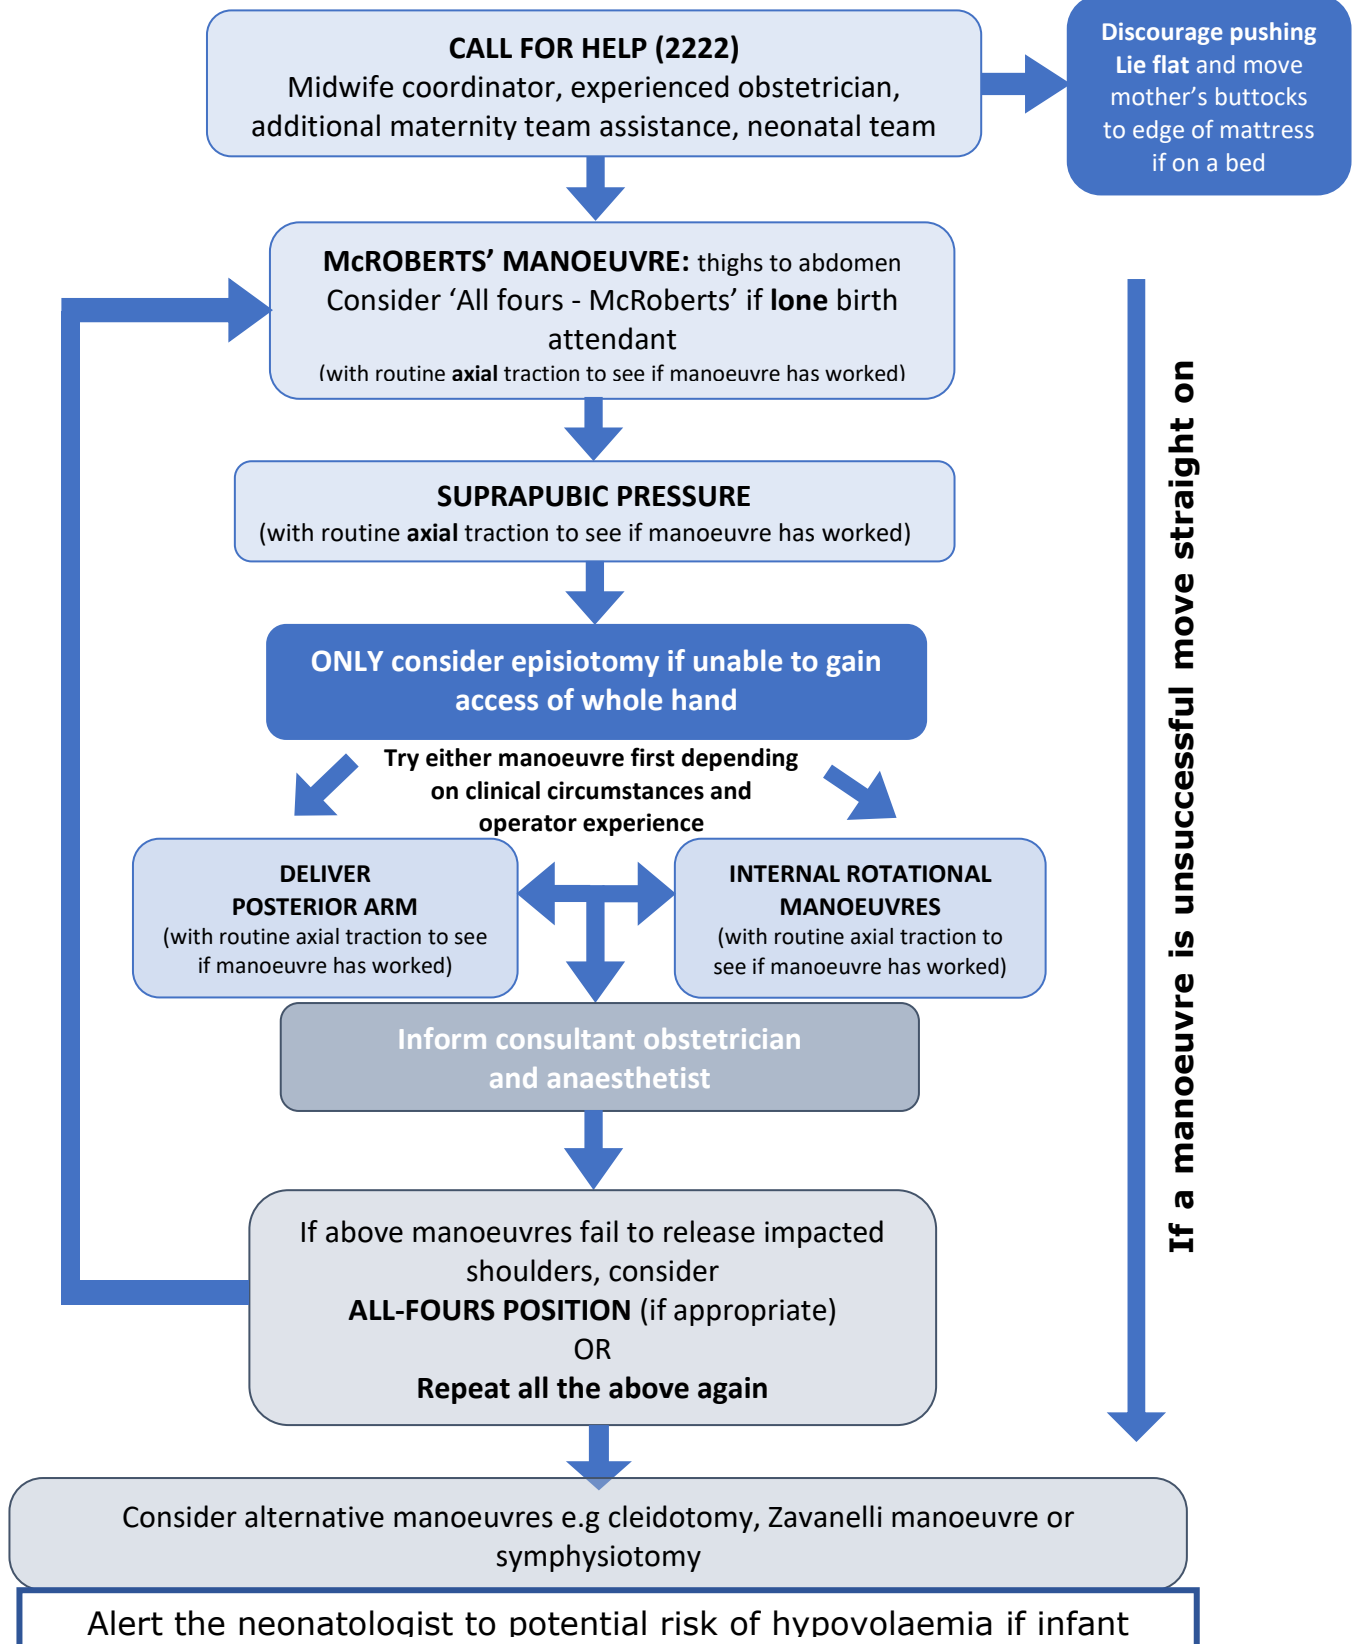 CALL FOR HELP (2222)
Midwife coordinator, experienced obstetrician,
additional maternity team assistance, neonatal team
Discourage pushing
Lie flat and move
mother’s buttocks
to edge of mattress
if on a bed
McROBERTS’ MANOEUVRE: thighs to abdomen
Consider ‘All fours - McRoberts’ if lone birth
attendant
(with routine axial traction to see if manoeuvre has worked)
SUPRAPUBIC PRESSURE
(with routine axial traction to see if manoeuvre has worked)
ONLY consider episiotomy if unable to gain
access of whole hand
Try either manoeuvre first depending
on clinical circumstances and
operator experience
DELIVER
POSTERIOR ARM
(with routine axial traction to see
if manoeuvre has worked)
INTERNAL ROTATIONAL
MANOEUVRES
(with routine axial traction to
see if manoeuvre has worked)
Inform consultant obstetrician
and anaesthetist
If above manoeuvres fail to release impacted
shoulders, consider
ALL-FOURS POSITION (if appropriate)
OR
Repeat all the above again
If a manoeuvre is unsuccessful move straight on
Consider alternative manoeuvres e.g cleidotomy, Zavanelli manoeuvre or
symphysiotomy
Alert the neonatologist to potential risk of hypovolaemia if infant